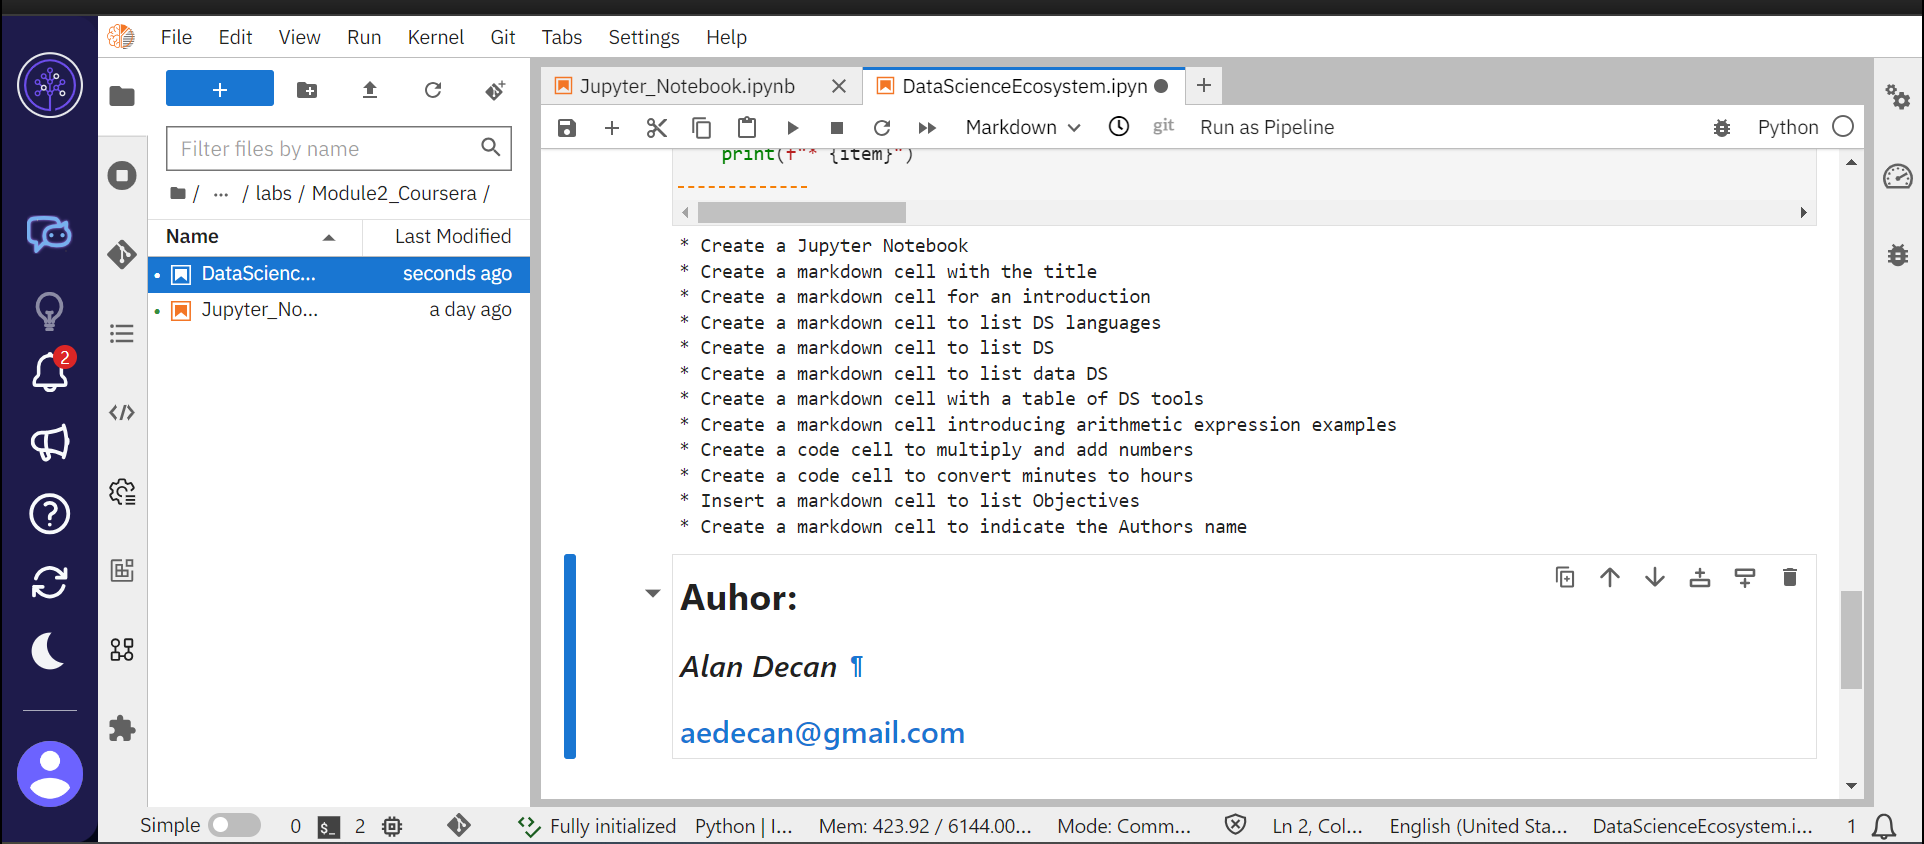 File Edit View Run Kernel Git Tabs Settings Help
+
Filter files by name
/ ... / labs / Module2_Coursera /
Name Last Modified
DataScienc... seconds ago
Jupyter_No... a day ago
2
Jupyter_Notebook.ipynb
DataScienceEcosystem.ipyn
Markdown git Run as Pipeline Python
print(f"* {item}")
* Create a Jupyter Notebook
* Create a markdown cell with the title
* Create a markdown cell for an introduction
* Create a markdown cell to list DS languages
* Create a markdown cell to list DS
* Create a markdown cell to list data DS
* Create a markdown cell with a table of DS tools
* Create a markdown cell introducing arithmetic expression examples
* Create a code cell to multiply and add numbers
* Create a code cell to convert minutes to hours
* Insert a markdown cell to list Objectives
* Create a markdown cell to indicate the Authors name
Auhor:
Alan Decan ¶
aedecan@gmail.com
Simple 0 $_ 2 Fully initialized Python | I... Mem: 423.92 / 6144.00... Mode: Comm... Ln 2, Col... English (United Sta... DataScienceEcosystem.i... 1